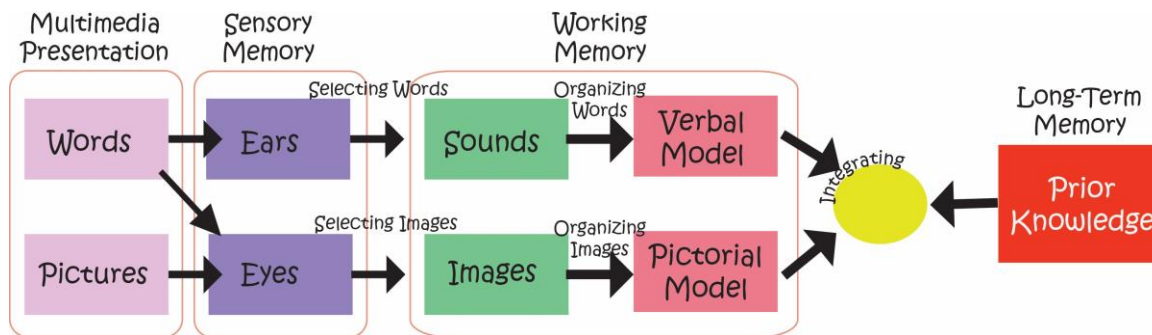 Multimedia
Presentation
Sensory
Memory
Working
Memory
Long-Term
Memory
Selecting Words
Organizing
Words
Words
Ears
Sounds
Verbal
Model
Integrating
Prior
Knowledge
Selecting Images
Organizing
Images
Pictures
Eyes
Images
Pictorial
Model